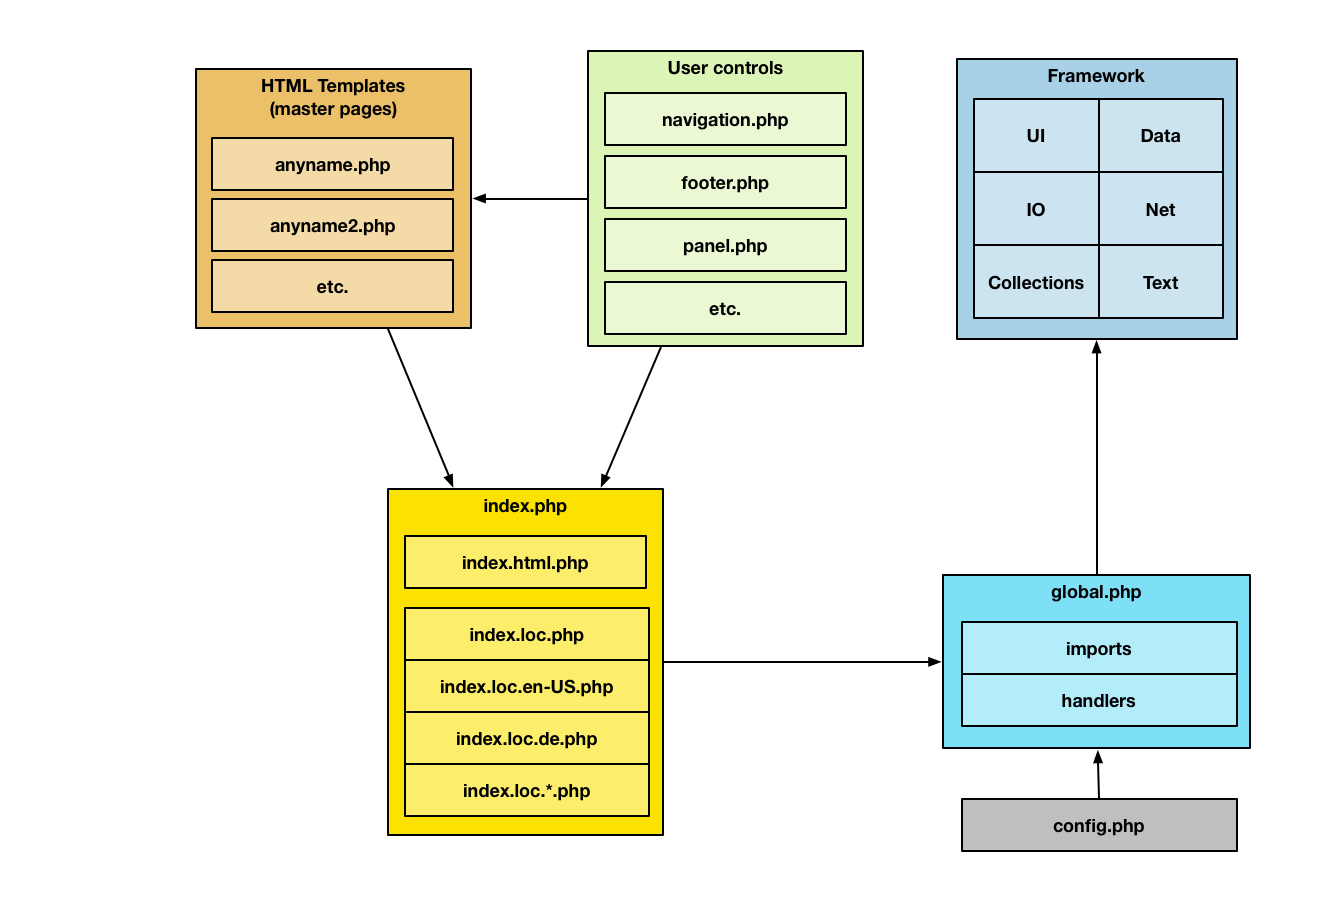 HTML Templates
(master pages)
anyname.php
anyname2.php
etc.
User controls
navigation.php
footer.php
panel.php
etc.
Framework
UI
Data
IO
Net
Collections
Text
index.php
index.html.php
index.loc.php
index.loc.en-US.php
index.loc.de.php
index.loc.*.php
global.php
imports
handlers
config.php